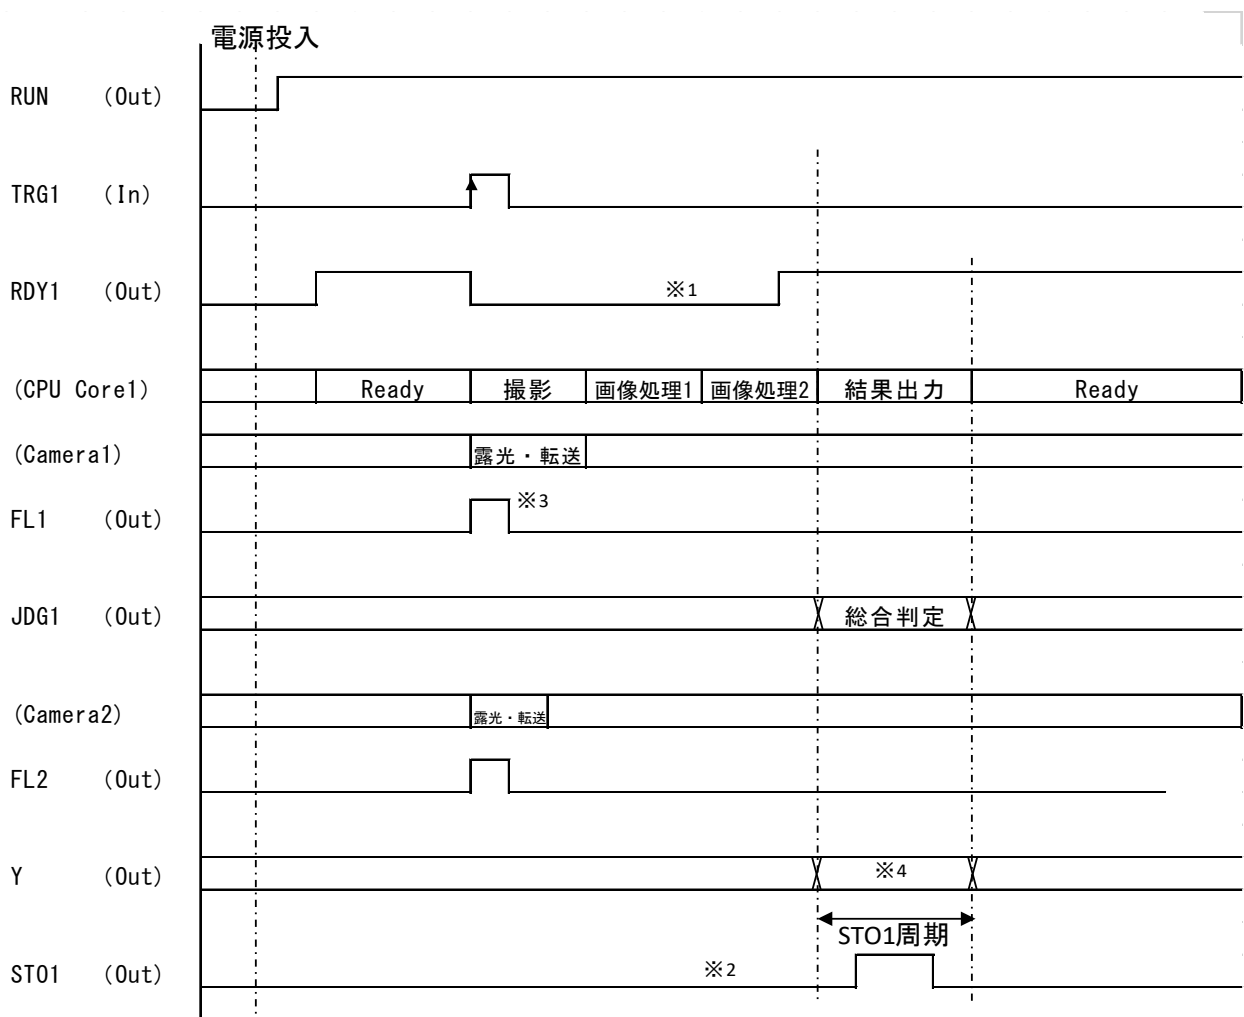 電源投入
RUN (Out)
TRG1 (In)
RDY1 (Out) ※1
(CPU Core1) Ready 撮影 画像処理1 画像処理2 結果出力 Ready
(Camera1) 露光・転送
FL1 (Out) ※3
JDG1 (Out) 総合判定
(Camera2) 露光・転送
FL2 (Out)
Y (Out) ※4
STO1周期
STO1 (Out) ※2